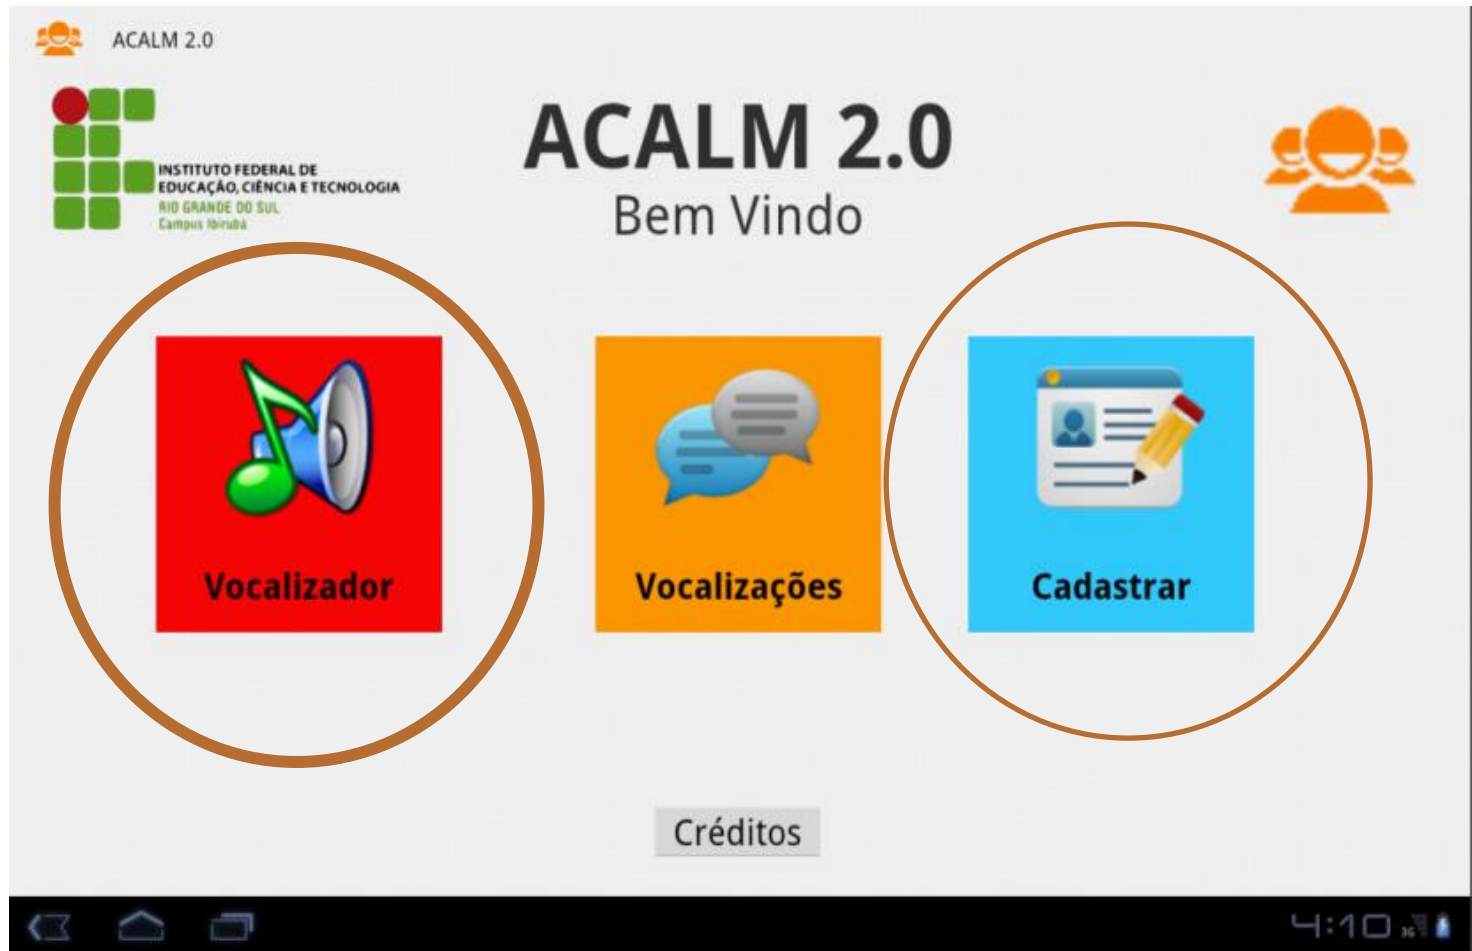 ACALM 2.0
INSTITUTO FEDERAL DE
EDUCAÇÃO, CIÊNCIA E TECNOLOGIA
RIO GRANDE DO SUL
Campus Ibirubá
ACALM 2.0
Bem Vindo
Vocalizador
Vocalizações
Cadastrar
Créditos
4:10 3G